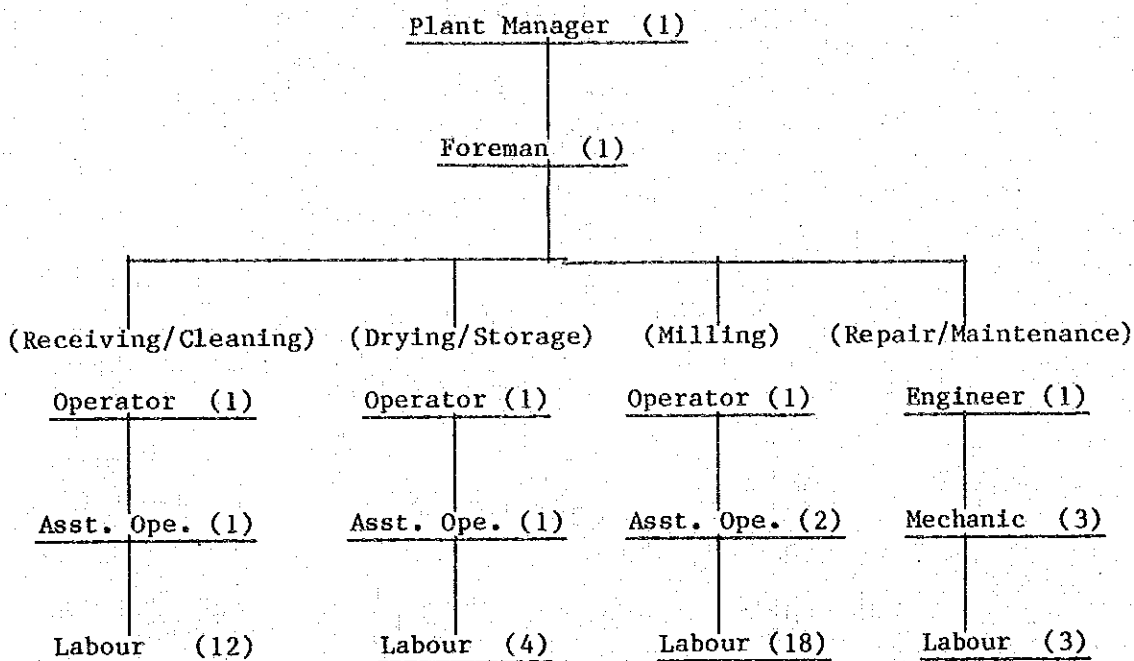 Plant Manager (1)
Foreman (1)
(Receiving/Cleaning) (Drying/Storage) (Milling) (Repair/Maintenance)
Operator (1) Operator (1) Operator (1) Engineer (1)
Asst. Ope. (1) Asst. Ope. (1) Asst. Ope. (2) Mechanic (3)
Labour (12) Labour (4) Labour (18) Labour (3)